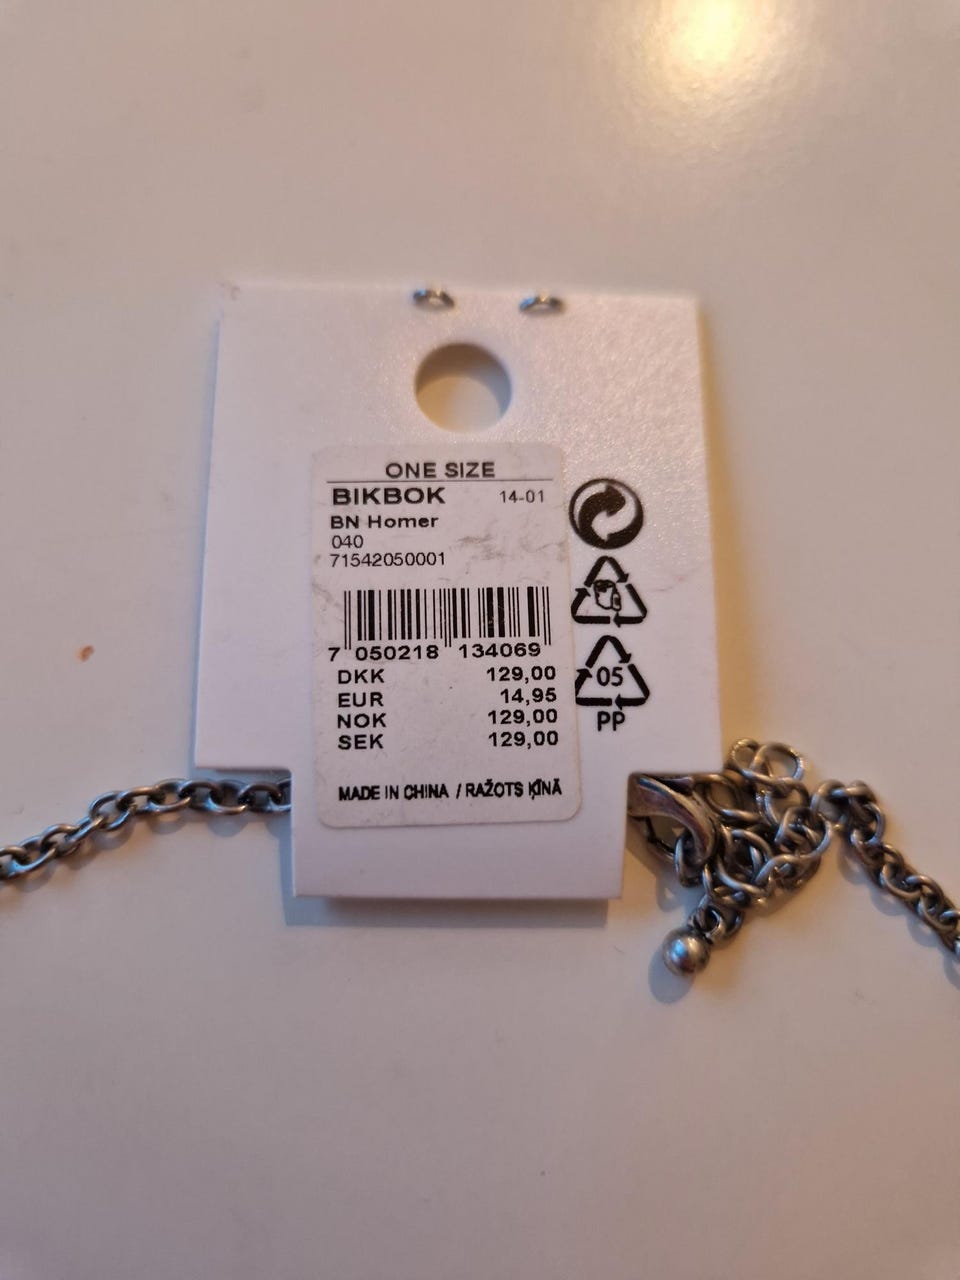 ONE SIZE
BIKBOK 14-01
BN Homer
040
71542050001
7 050218 134069
DKK 129,00
EUR 14,95
NOK 129,00
SEK 129,00
MADE IN CHINA / RAŽOTS ĶĪNĀ
05
PP